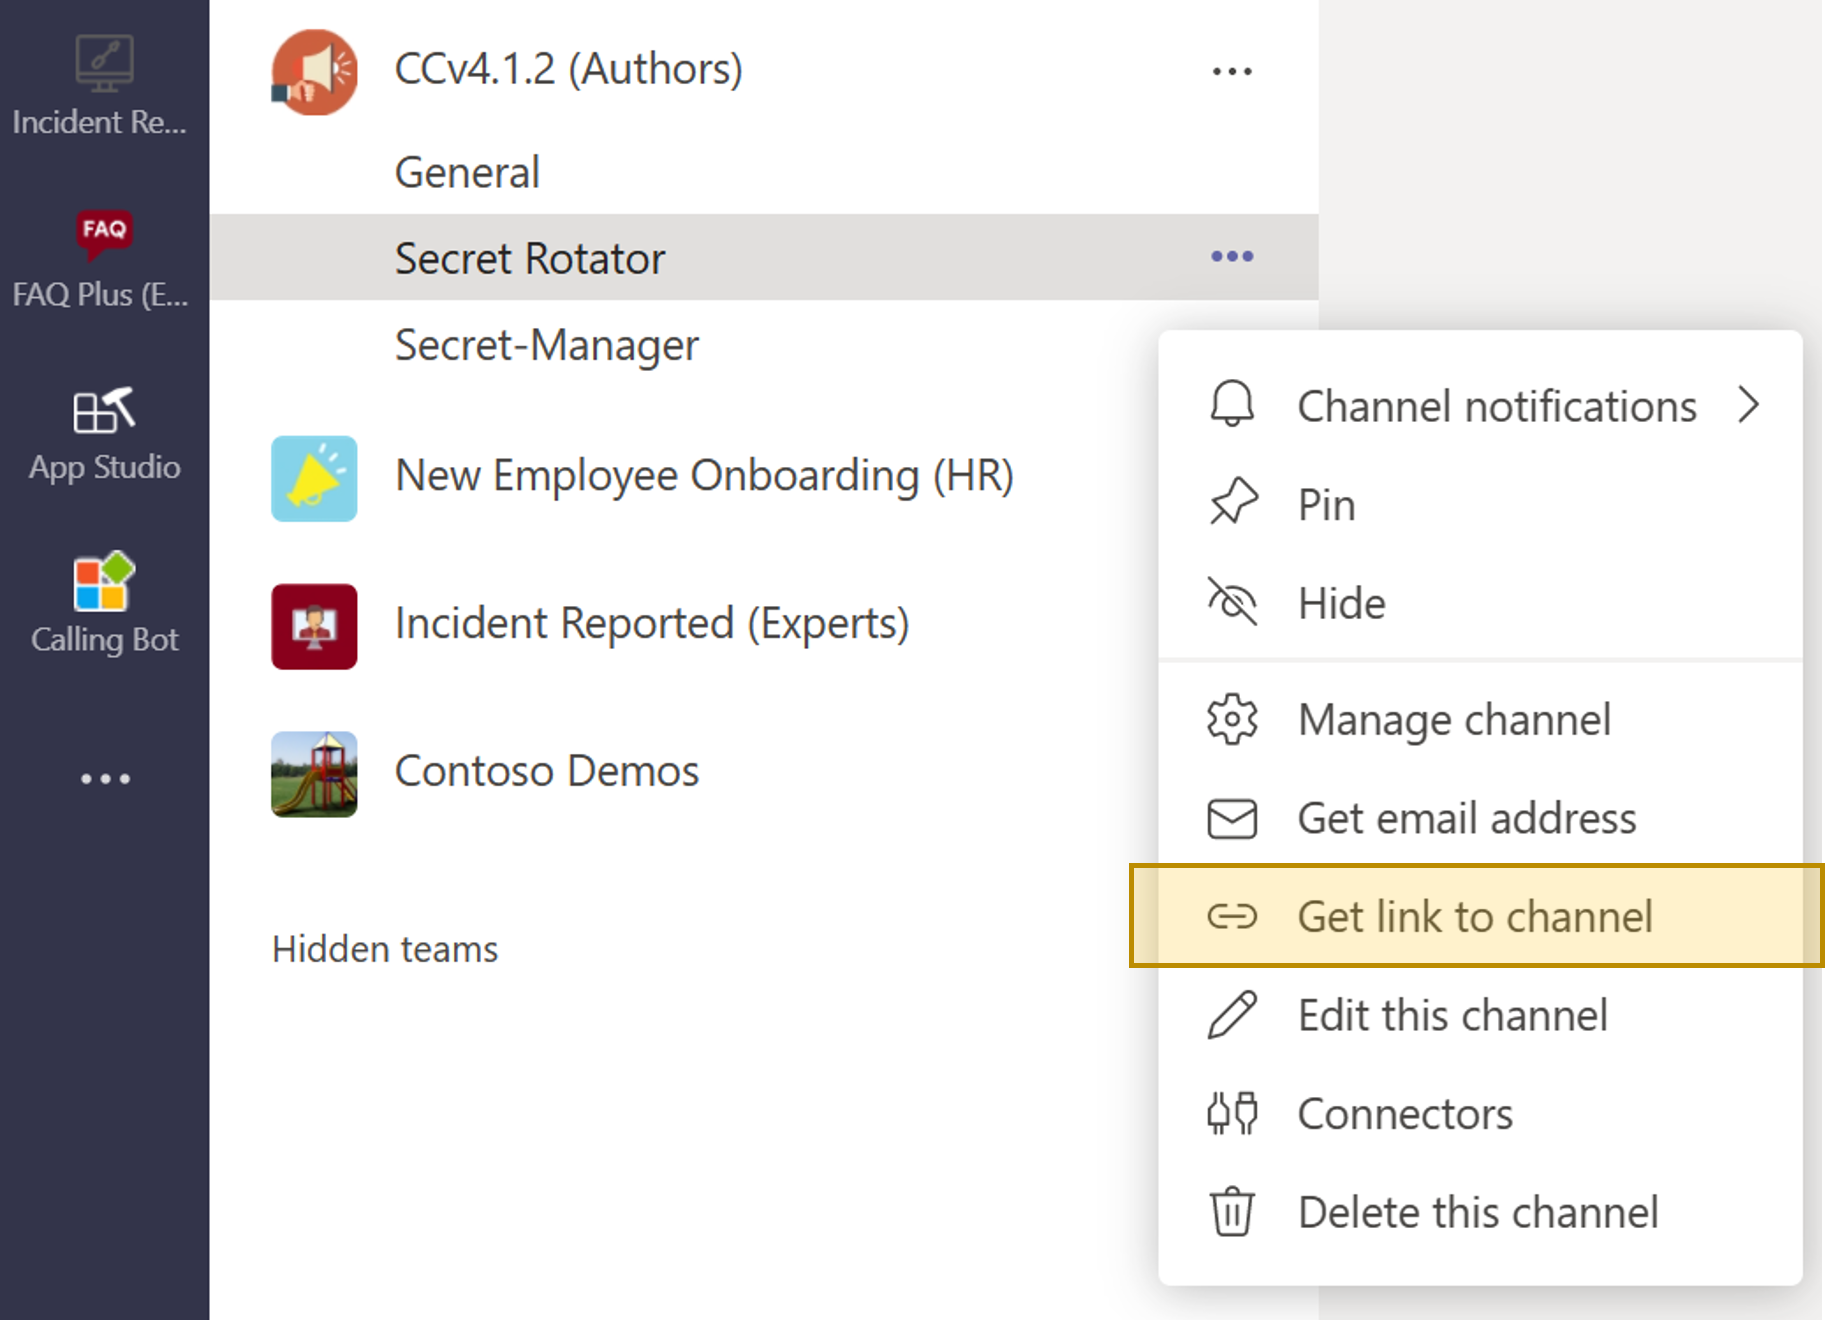 Incident Re...
FAQ
FAQ Plus (E...
App Studio
Calling Bot
CCv4.1.2 (Authors)
General
Secret Rotator
Secret-Manager
New Employee Onboarding (HR)
Incident Reported (Experts)
Contoso Demos
Hidden teams
Channel notifications
Pin
Hide
Manage channel
Get email address
Get link to channel
Edit this channel
Connectors
Delete this channel